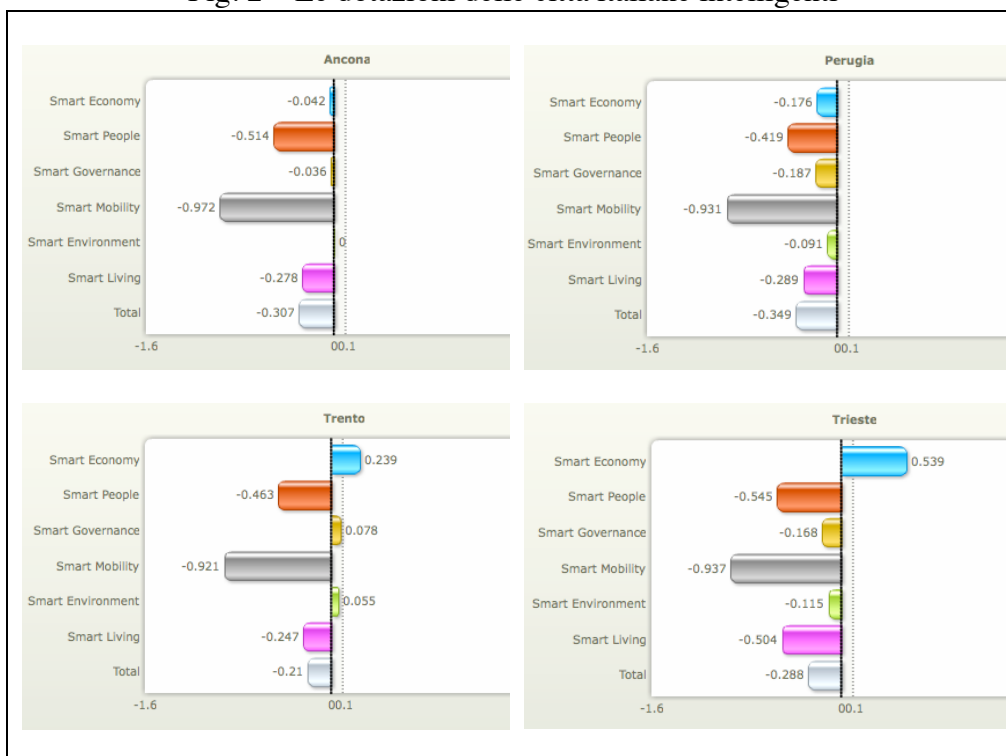 Ancona
Smart Economy -0.042
Smart People -0.514
Smart Governance -0.036
Smart Mobility -0.972
Smart Environment 0
Smart Living -0.278
Total -0.307
-1.6 00.1
Perugia
Smart Economy -0.176
Smart People -0.419
Smart Governance -0.187
Smart Mobility -0.931
Smart Environment -0.091
Smart Living -0.289
Total -0.349
-1.6 00.1
Trento
Smart Economy 0.239
Smart People -0.463
Smart Governance 0.078
Smart Mobility -0.921
Smart Environment 0.055
Smart Living -0.247
Total -0.21
-1.6 00.1
Trieste
Smart Economy 0.539
Smart People -0.545
Smart Governance -0.168
Smart Mobility -0.937
Smart Environment -0.115
Smart Living -0.504
Total -0.288
-1.6 00.1